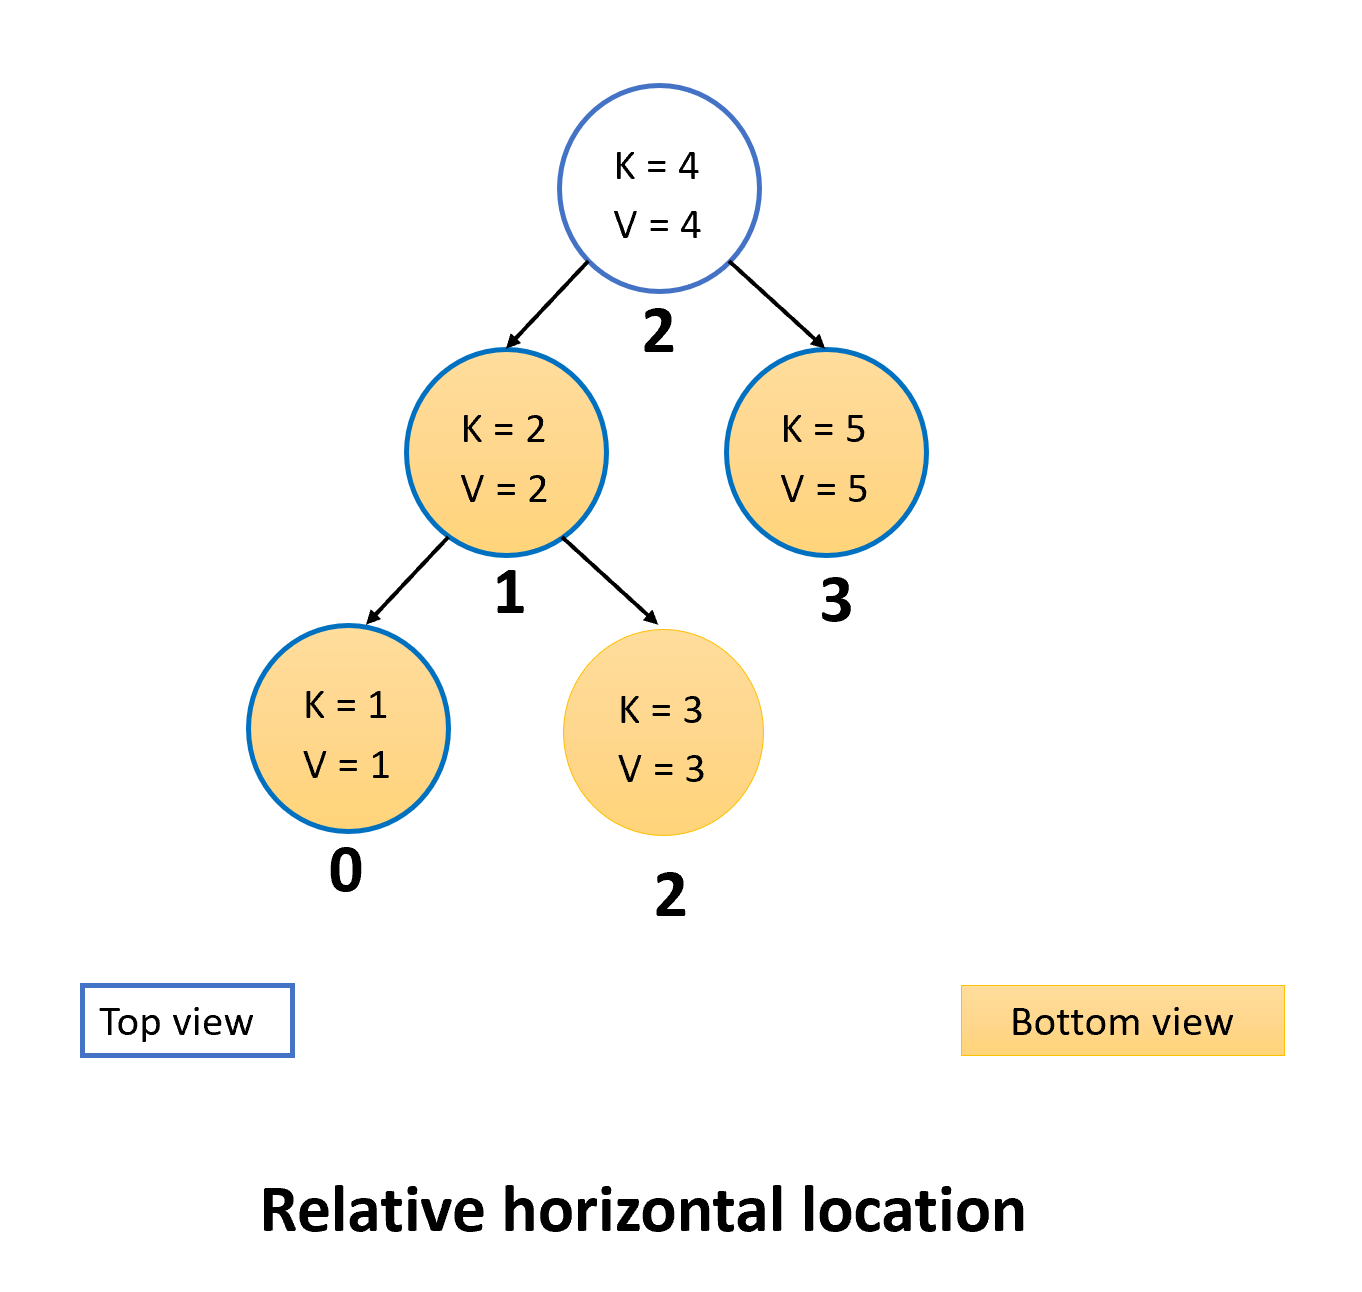 K = 4
V = 4
2
K = 2
V = 2
K = 5
V = 5
1
3
K = 1
V = 1
K = 3
V = 3
0
2
Top view
Bottom view
Relative horizontal location